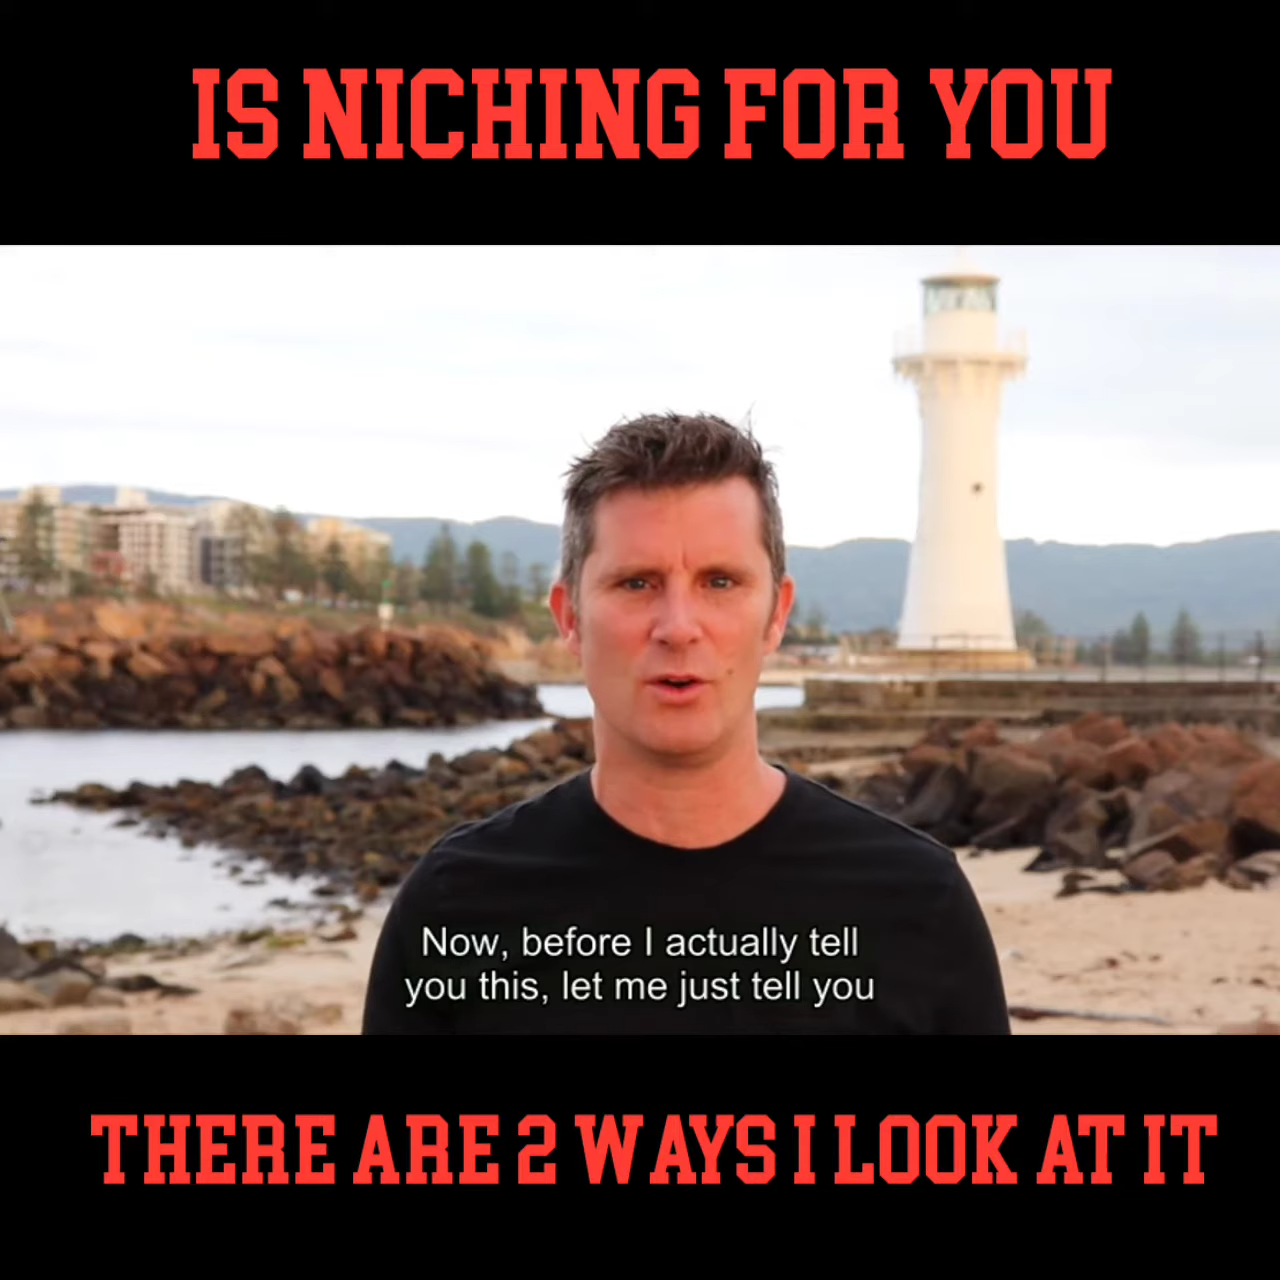 IS NICHING FOR YOU
Now, before I actually tell
you this, let me just tell you
THERE ARE 2 WAYS I LOOK AT IT